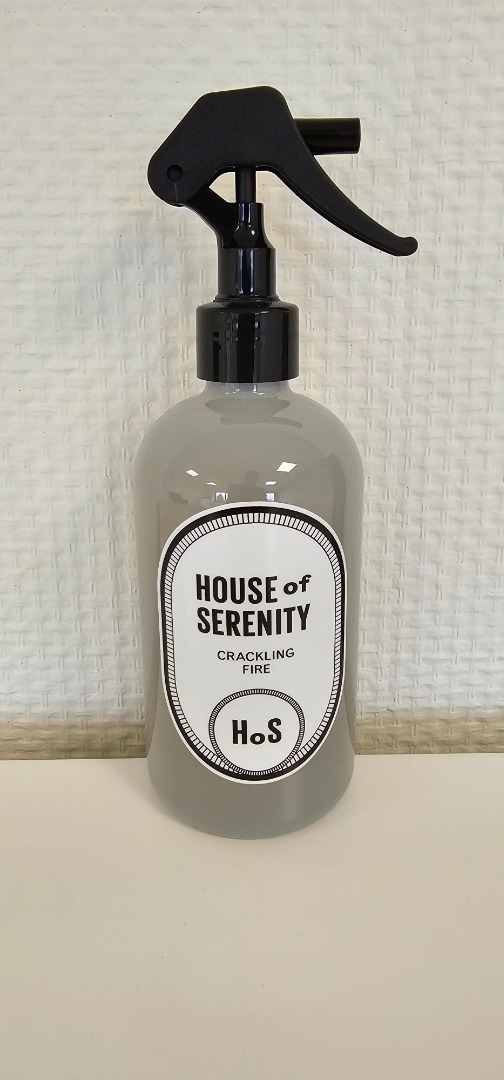 HOUSE of
SERENITY
CRACKLING
FIRE
HoS